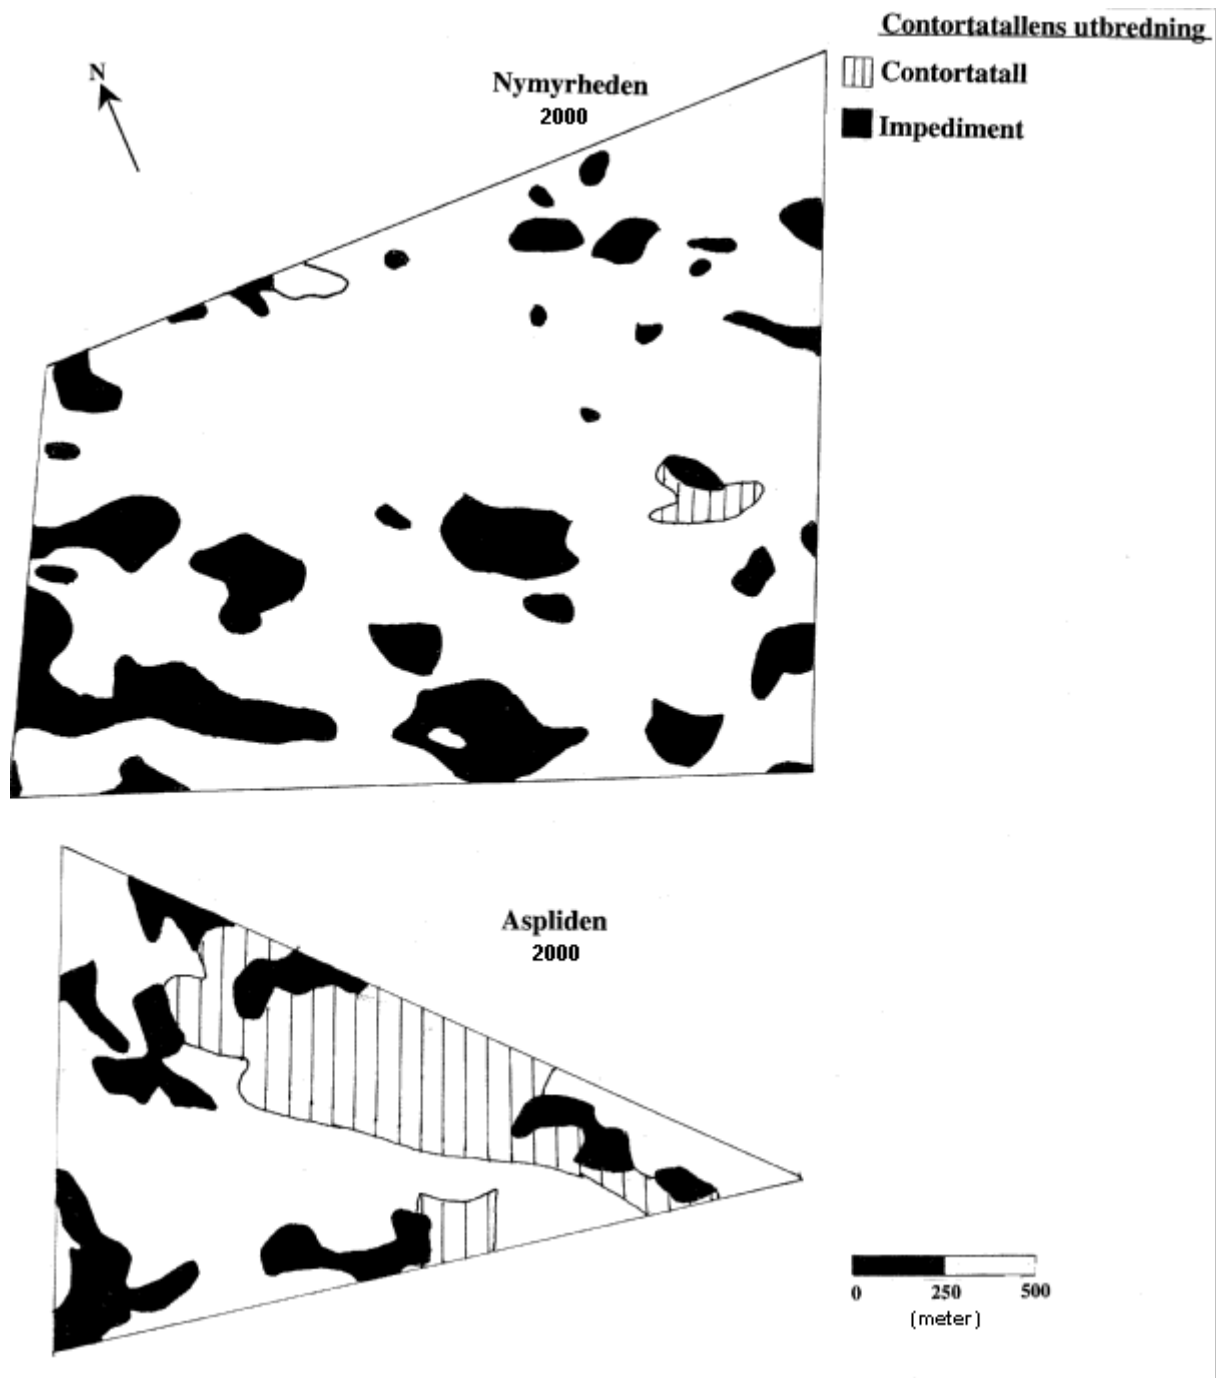 Contortatallens utbredning
Contortatall
Impediment
N
Nymyrheden
2000
Aspliden
2000
0 250 500
(meter)